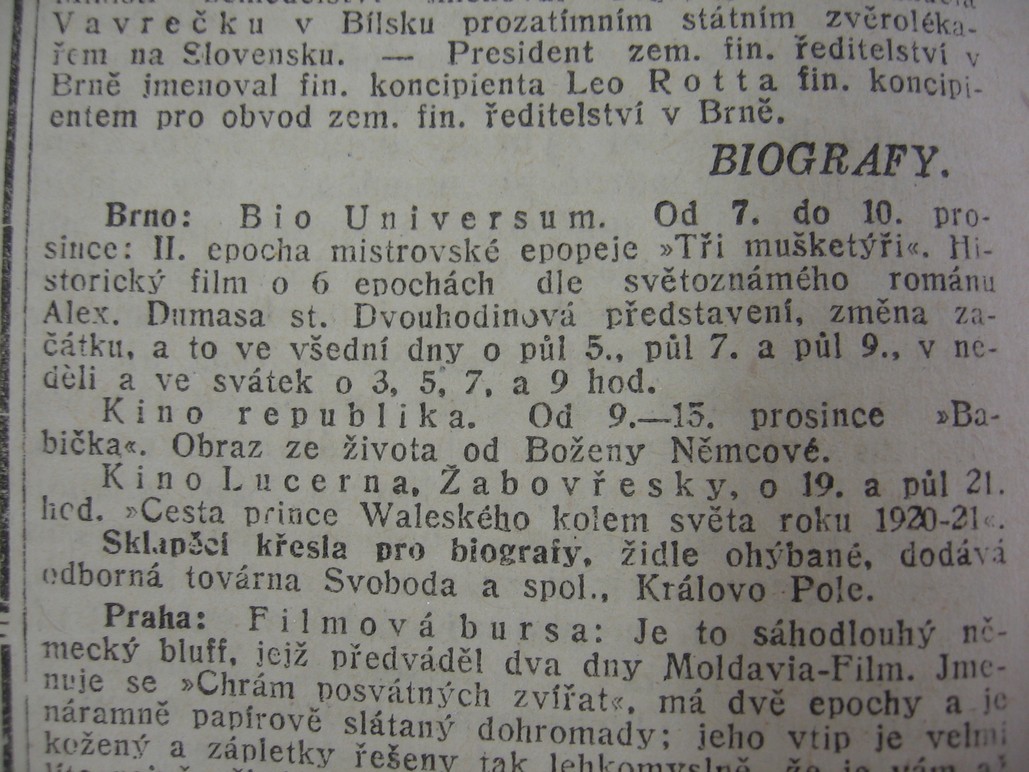 Vavrečku v Bílsku prozatímním státním zvěroléka-
řem na Slovensku. — President zem. fin. ředitelství v
Brně jmenoval fin. koncipienta Leo Rotta fin. koncipi-
entem pro obvod zem. fin. ředitelství v Brně.
BIOGRAFY.
Brno: Bio Universum. Od 7. do 10. pro-
since: II. epocha mistrovské epopeje »Tři mušketýři«. Hi-
storický film o 6 epochách dle světoznámého románu
Alex. Dumasa st. Dvouhodinová představení, změna za-
čátku, a to ve všední dny o půl 5., půl 7. a půl 9., v ne-
děli a ve svátek o 3, 5, 7, a 9 hod.
Kino republika. Od 9.—15. prosince »Ba-
bička«. Obraz ze života od Boženy Němcové.
Kino Lucerna, Žabovřesky, o 19. a půl 21.
hod. »Cesta prince Waleského kolem světa roku 1920-21«.
Sklapěcí křesla pro biografy, židle ohýbané, dodává
odborná továrna Svoboda a spol., Královo Pole.
Praha: Filmová bursa: Je to sáhodlouhý ně-
mecký bluff, jejž předváděl dva dny Moldavia-Film. Jme-
nuje se »Chrám posvátných zvířat«, má dvě epochy a je
náramně papírově slátaný dohromady; jeho vtip je velmi
kožený a zápletky řešeny tak lehkomyslně, že je vám až